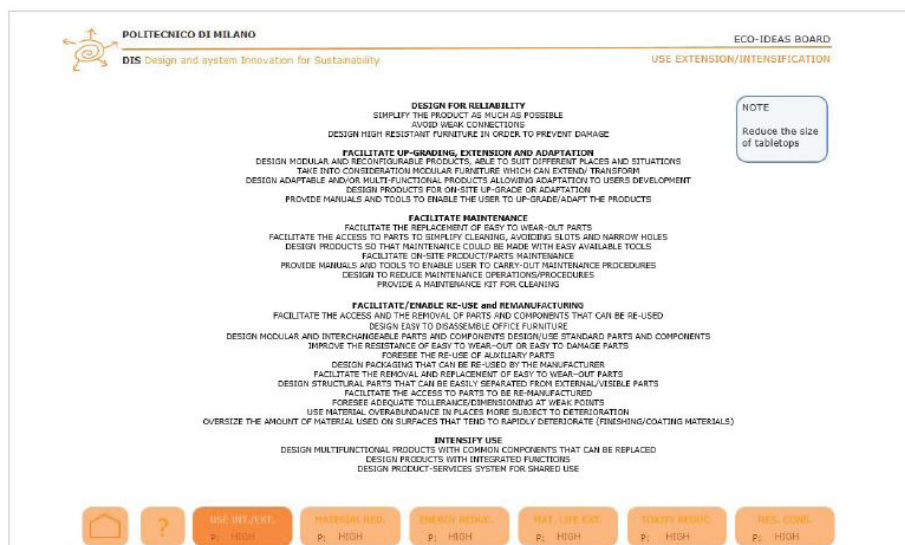 POLITECNICO DI MILANO
ECO-IDEAS BOARD
DIS Design and system Innovation for Sustainability
USE EXTENSION/INTENSIFICATION
DESIGN FOR RELIABILITY
SIMPLIFY THE PRODUCT AS MUCH AS POSSIBLE
AVOID WEAK CONNECTIONS
DESIGN HIGH RESISTANT FURNITURE IN ORDER TO PREVENT DAMAGE
NOTE
Reduce the size
of tabletops
FACILITATE UP-GRADING, EXTENSION AND ADAPTATION
DESIGN MODULAR AND RECONFIGURABLE PRODUCTS, ABLE TO SUIT DIFFERENT PLACES AND SITUATIONS
TAKE INTO CONSIDERATION MODULAR FURNITURE WHICH CAN EXTEND/ TRANSFORM
DESIGN ADAPTABLE AND/OR MULTI-FUNCTIONAL PRODUCTS ALLOWING ADAPTATION TO USERS DEVELOPMENT
DESIGN PRODUCTS FOR ON-SITE UP-GRADE OR ADAPTATION
PROVIDE MANUALS AND TOOLS TO ENABLE THE USER TO UP-GRADE/ADAPT THE PRODUCTS
FACILITATE MAINTENANCE
FACILITATE THE REPLACEMENT OF EASY TO WEAR-OUT PARTS
FACILITATE THE ACCESS TO PARTS TO SIMPLIFY CLEANING, AVOIDING SLOTS AND NARROW HOLES
DESIGN PRODUCTS SO THAT MAINTENANCE COULD BE MADE WITH EASY AVAILABLE TOOLS
FACILITATE ON-SITE PRODUCT/PARTS MAINTENANCE
PROVIDE MANUALS AND TOOLS TO ENABLE USER TO CARRY-OUT MAINTENANCE PROCEDURES
DESIGN TO REDUCE MAINTENANCE OPERATIONS/PROCEDURES
PROVIDE A MAINTENANCE KIT FOR CLEANING
FACILITATE/ENABLE RE-USE and REMANUFACTURING
FACILITATE THE ACCESS AND THE REMOVAL OF PARTS AND COMPONENTS THAT CAN BE RE-USED
DESIGN EASY TO DISASSEMBLE OFFICE FURNITURE
DESIGN MODULAR AND INTERCHANGEABLE PARTS AND COMPONENTS DESIGN/USE STANDARD PARTS AND COMPONENTS
IMPROVE THE RESISTANCE OF EASY TO WEAR-OUT OR EASY TO DAMAGE PARTS
FORESEE THE RE-USE OF AUXILIARY PARTS
DESIGN PACKAGING THAT CAN BE RE-USED BY THE MANUFACTURER
FACILITATE THE REMOVAL AND REPLACEMENT OF EASY TO WEAR-OUT PARTS
DESIGN STRUCTURAL PARTS THAT CAN BE EASILY SEPARATED FROM EXTERNAL/VISIBLE PARTS
FACILITATE THE ACCESS TO PARTS TO BE RE-MANUFACTURED
FORESEE ADEQUATE TOLLERANCE/DIMENSIONING AT WEAK POINTS
USE MATERIAL OVERABUNDANCE IN PLACES MORE SUBJECT TO DETERIORATION
OVERSIZE THE AMOUNT OF MATERIAL USED ON SURFACES THAT TEND TO RAPIDLY DETERIORATE (FINISHING/COATING MATERIALS)
INTENSIFY USE
DESIGN MULTIFUNCTIONAL PRODUCTS WITH COMMON COMPONENTS THAT CAN BE REPLACED
DESIGN PRODUCTS WITH INTEGRATED FUNCTIONS
DESIGN PRODUCT-SERVICES SYSTEM FOR SHARED USE
? USE INT./EXT. MATERIAL RED. ENERGY REDUC. MAT. LIFE EXT. TOXITY REDUC. RES. CONS.
P: HIGH P: HIGH P: HIGH P: HIGH P: HIGH P: HIGH